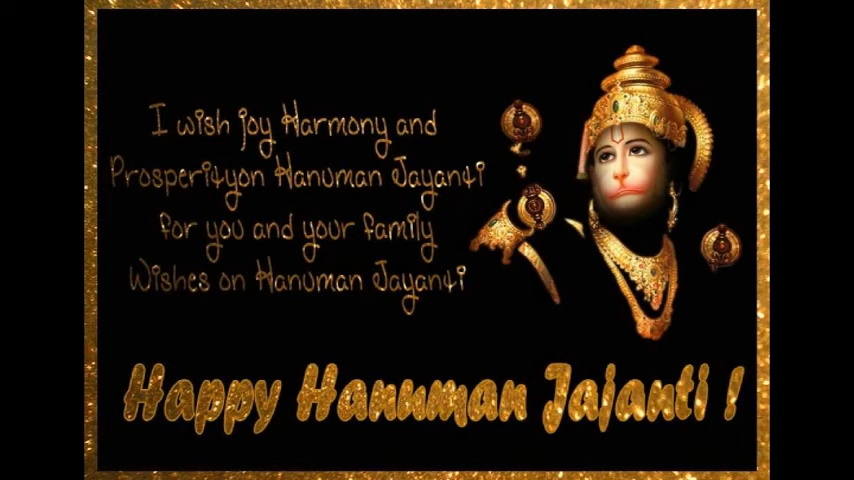 I wish joy Harmony and
Prosperityon Hanuman Jayanti
for you and your family
Wishes on Hanuman Jayanti
Happy Hanuman Jajanti !